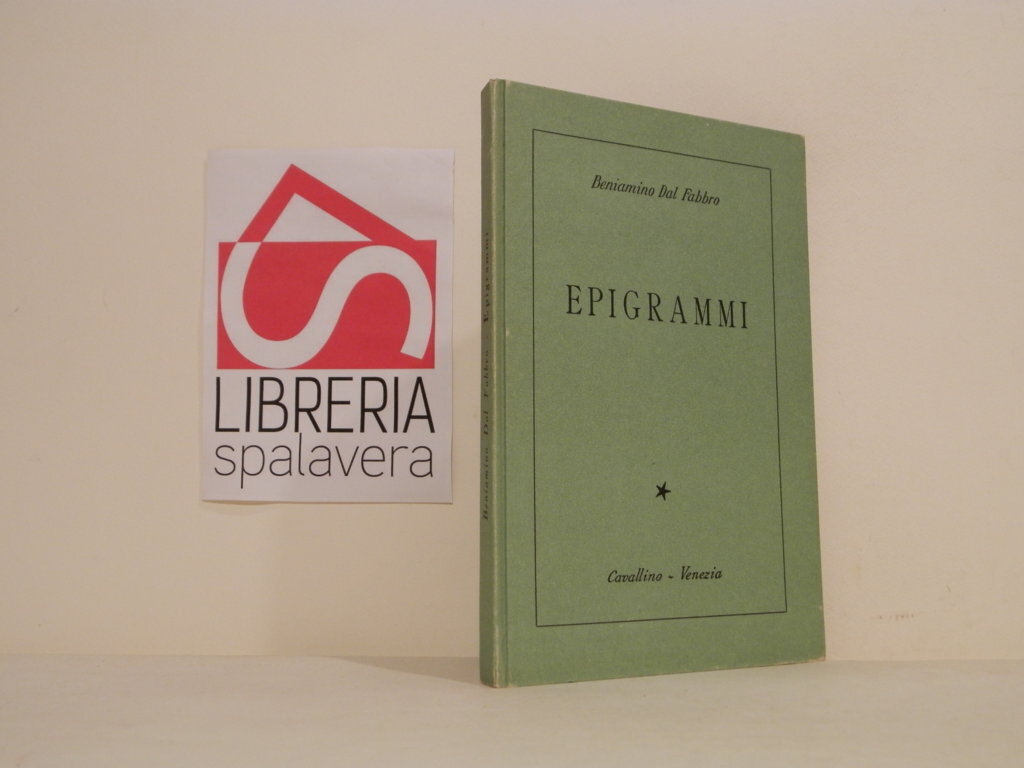 LIBRERIA
spalavera
Beniamino Dal Fabbro Epigrammi
Beniamino Dal Fabbro
EPIGRAMMI
Cavallino - Venezia